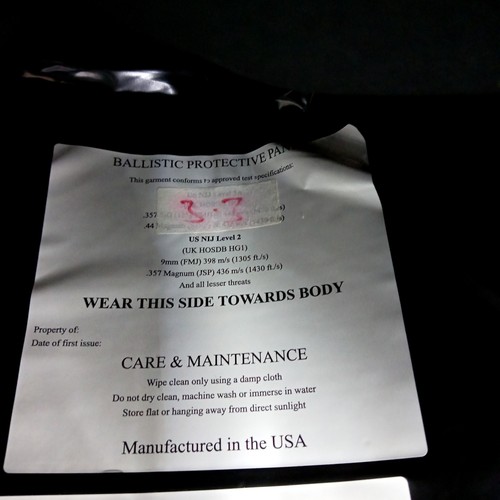 BALLISTIC PROTECTIVE
This garment conforms to approved test specifications:
3-3
.357
.44
US NIJ Level 2
(UK HOSDB HG1)
9mm (FMJ) 398 m/s (1305 ft./s)
.357 Magnum (JSP) 436 m/s (1430 ft./s)
And all lesser threats
WEAR THIS SIDE TOWARDS BODY
Property of:
Date of first issue:
CARE & MAINTENANCE
Wipe clean only using a damp cloth
Do not dry clean, machine wash or immerse in water
Store flat or hanging away from direct sunlight
Manufactured in the USA